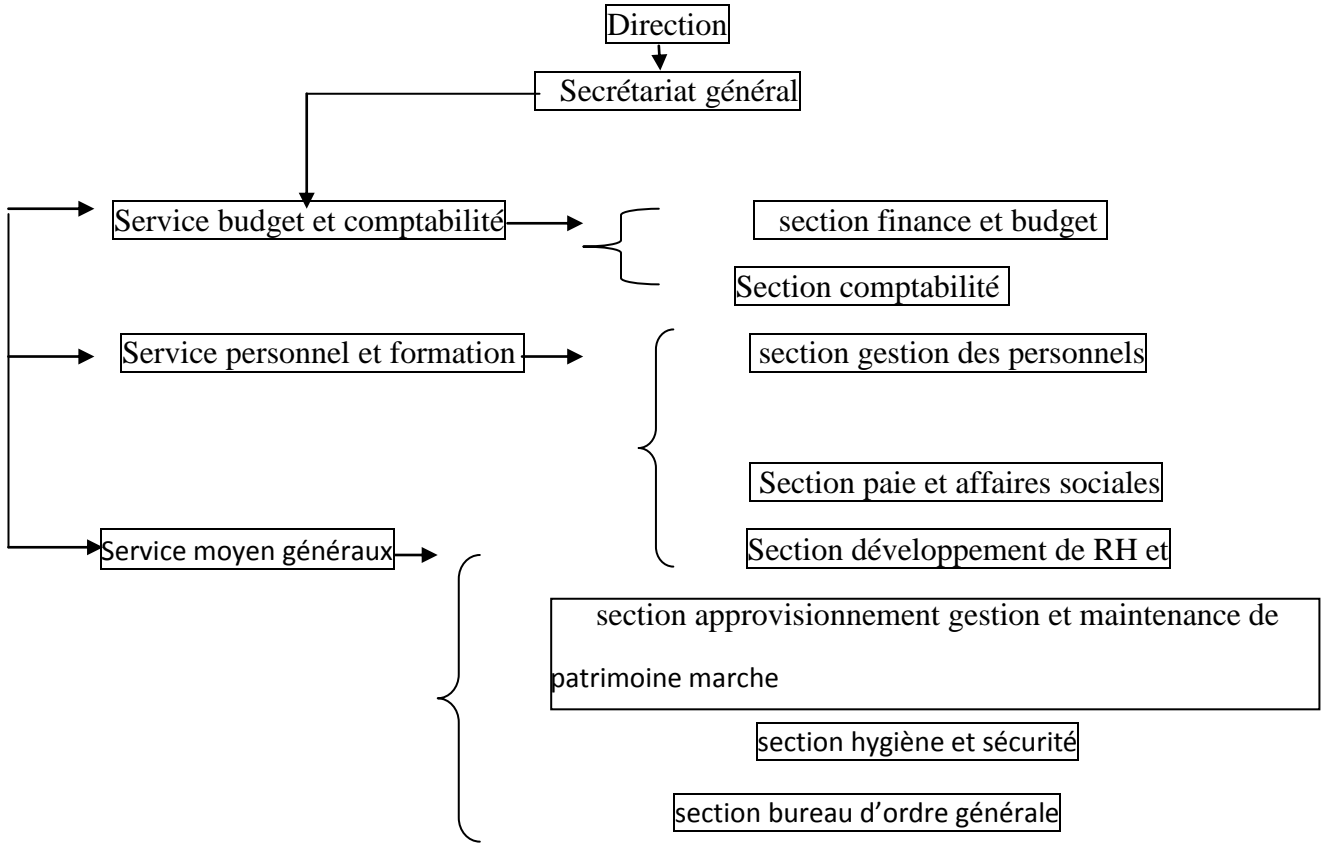 Direction
Secrétariat général
Service budget et comptabilité
section finance et budget
Section comptabilité
Service personnel et formation
section gestion des personnels
Section paie et affaires sociales
Service moyen généraux
Section développement de RH et
section approvisionnement gestion et maintenance de
patrimoine marche
section hygiène et sécurité
section bureau d’ordre générale